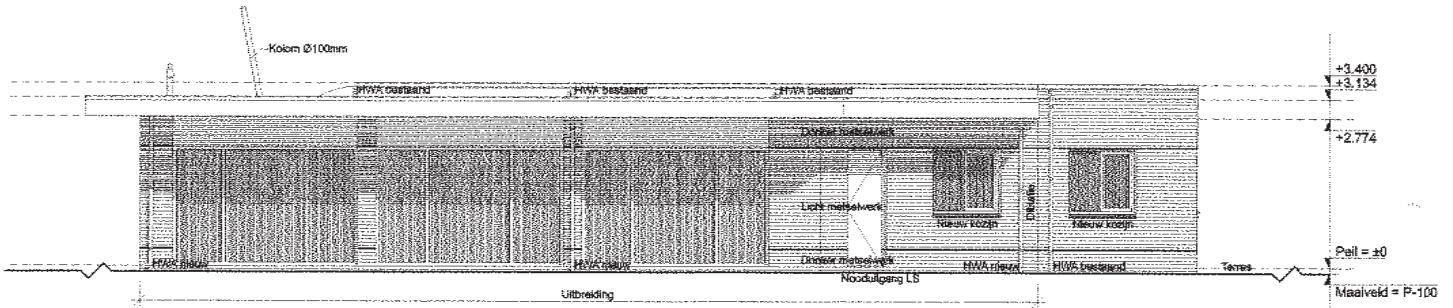 Kolom Ø100mm
+3.400
+3.134
HWA bestaand
HWA bestaand
HWA bestaand
Donker metselwerk
+2.774
Licht metselwerk
Dilitatie
Nieuw kozijn
Nieuw kozijn
Peil = ±0
Donker metselwerk
HWA nieuw
HWA nieuw
HWA nieuw
HWA bestaand
Terras
Nooduitgang LS
Uitbreiding
Maaiveld = P-100